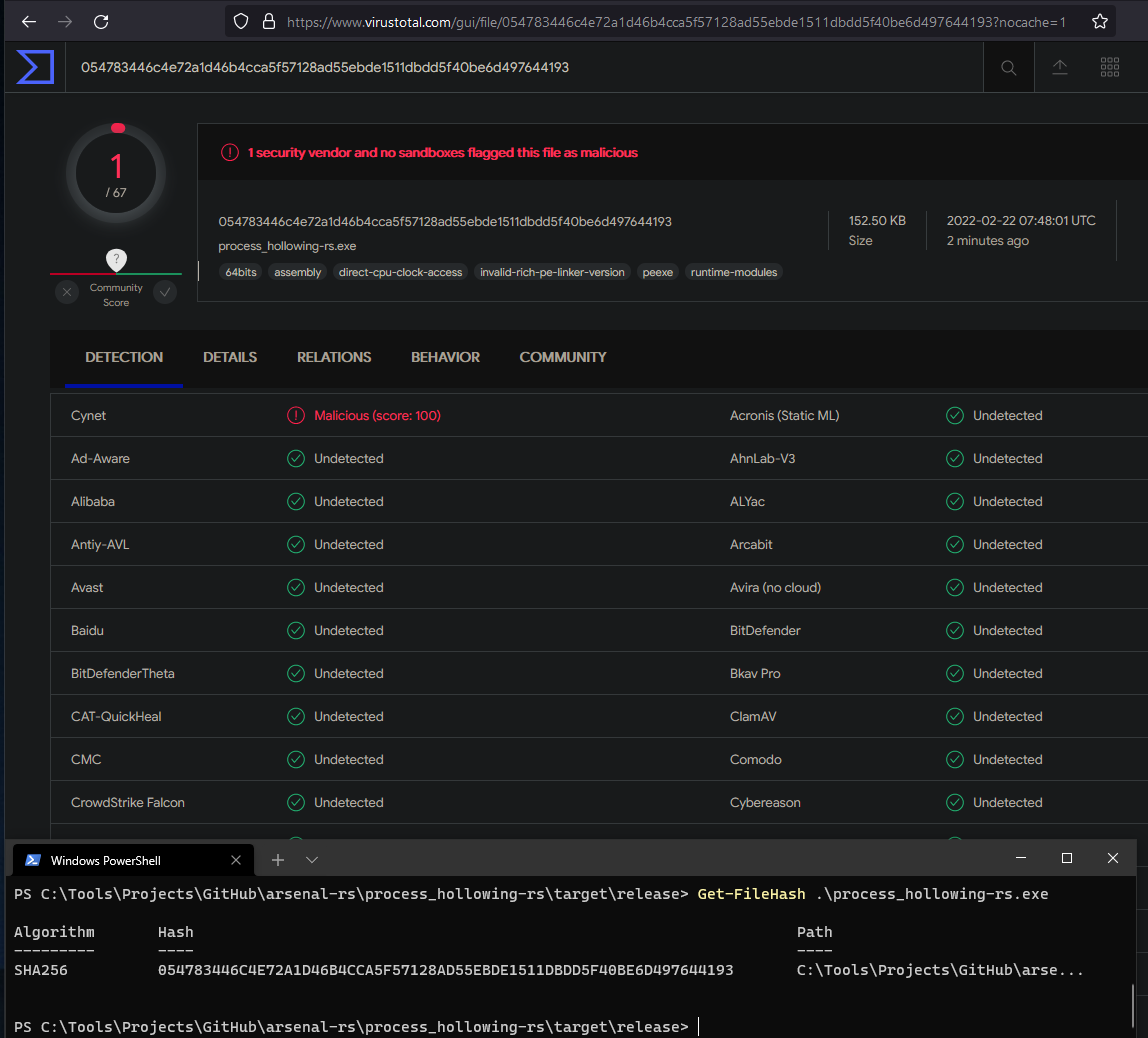 https://www.virustotal.com/gui/file/054783446c4e72a1d46b4cca5f57128ad55ebde1511dbdd5f40be6d497644193?nocache=1
054783446c4e72a1d46b4cca5f57128ad55ebde1511dbdd5f40be6d497644193
1
/ 67
1 security vendor and no sandboxes flagged this file as malicious
054783446c4e72a1d46b4cca5f57128ad55ebde1511dbdd5f40be6d497644193
process_hollowing-rs.exe
152.50 KB
Size
2022-02-22 07:48:01 UTC
2 minutes ago
64bits assembly direct-cpu-clock-access invalid-rich-pe-linker-version peexe runtime-modules
?
Community
Score
DETECTION DETAILS RELATIONS BEHAVIOR COMMUNITY
Cynet Malicious (score: 100) Acronis (Static ML) Undetected
Ad-Aware Undetected AhnLab-V3 Undetected
Alibaba Undetected ALYac Undetected
Antiy-AVL Undetected Arcabit Undetected
Avast Undetected Avira (no cloud) Undetected
Baidu Undetected BitDefender Undetected
BitDefenderTheta Undetected Bkav Pro Undetected
CAT-QuickHeal Undetected ClamAV Undetected
CMC Undetected Comodo Undetected
CrowdStrike Falcon Undetected Cybereason Undetected
Windows PowerShell
PS C:\Tools\Projects\GitHub\arsenal-rs\process_hollowing-rs\target\release> Get-FileHash .\process_hollowing-rs.exe
Algorithm Hash Path
--------- ---- ----
SHA256 054783446C4E72A1D46B4CCA5F57128AD55EBDE1511DBDD5F40BE6D497644193 C:\Tools\Projects\GitHub\arse...
PS C:\Tools\Projects\GitHub\arsenal-rs\process_hollowing-rs\target\release>